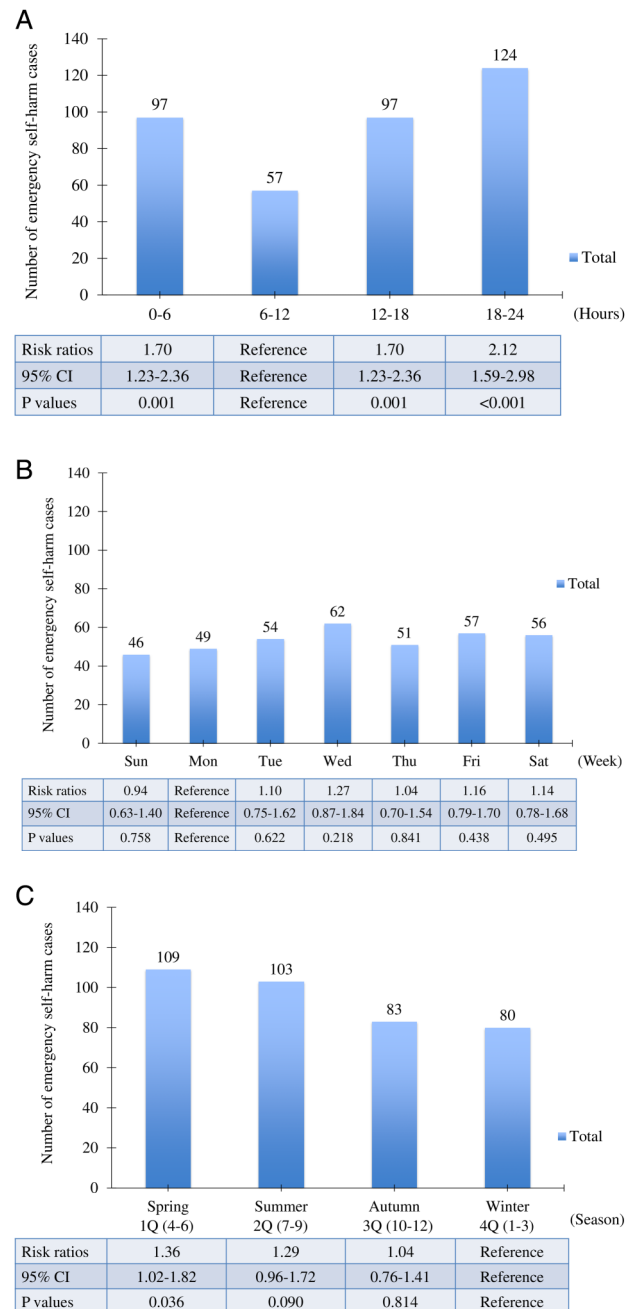 A
Number of emergency self-harm cases
140
120
100
80
60
40
20
0
97
57
97
124
Total
0-6 6-12 12-18 18-24 (Hours)
Risk ratios 1.70 Reference 1.70 2.12
95% CI 1.23-2.36 Reference 1.23-2.36 1.59-2.98
P values 0.001 Reference 0.001 <0.001
B
Number of emergency self-harm cases
140
120
100
80
60
40
20
0
46
49
54
62
51
57
56
Total
Sun Mon Tue Wed Thu Fri Sat (Week)
Risk ratios 0.94 Reference 1.10 1.27 1.04 1.16 1.14
95% CI 0.63-1.40 Reference 0.75-1.62 0.87-1.84 0.70-1.54 0.79-1.70 0.78-1.68
P values 0.758 Reference 0.622 0.218 0.841 0.438 0.495
C
Number of emergency self-harm cases
140
120
100
80
60
40
20
0
109
103
83
80
Total
Spring Summer Autumn Winter (Season)
1Q (4-6) 2Q (7-9) 3Q (10-12) 4Q (1-3)
Risk ratios 1.36 1.29 1.04 Reference
95% CI 1.02-1.82 0.96-1.72 0.76-1.41 Reference
P values 0.036 0.090 0.814 Reference